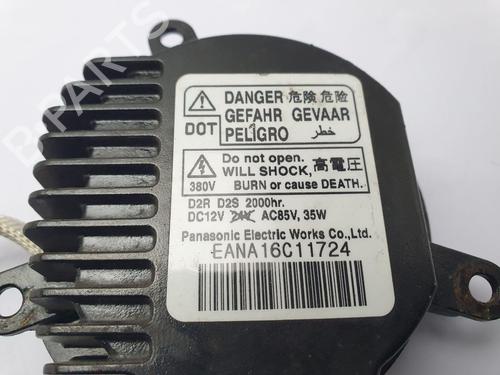 DANGER 危険 危险
GEFAHR GEVAAR
DOT PELIGRO خطر
Do not open.
WILL SHOCK, 高電圧
380V BURN or cause DEATH.
D2R D2S 2000hr.
DC12V 24V AC85V, 35W
Panasonic Electric Works Co.,Ltd.
EANA16C11724
B-PARTS